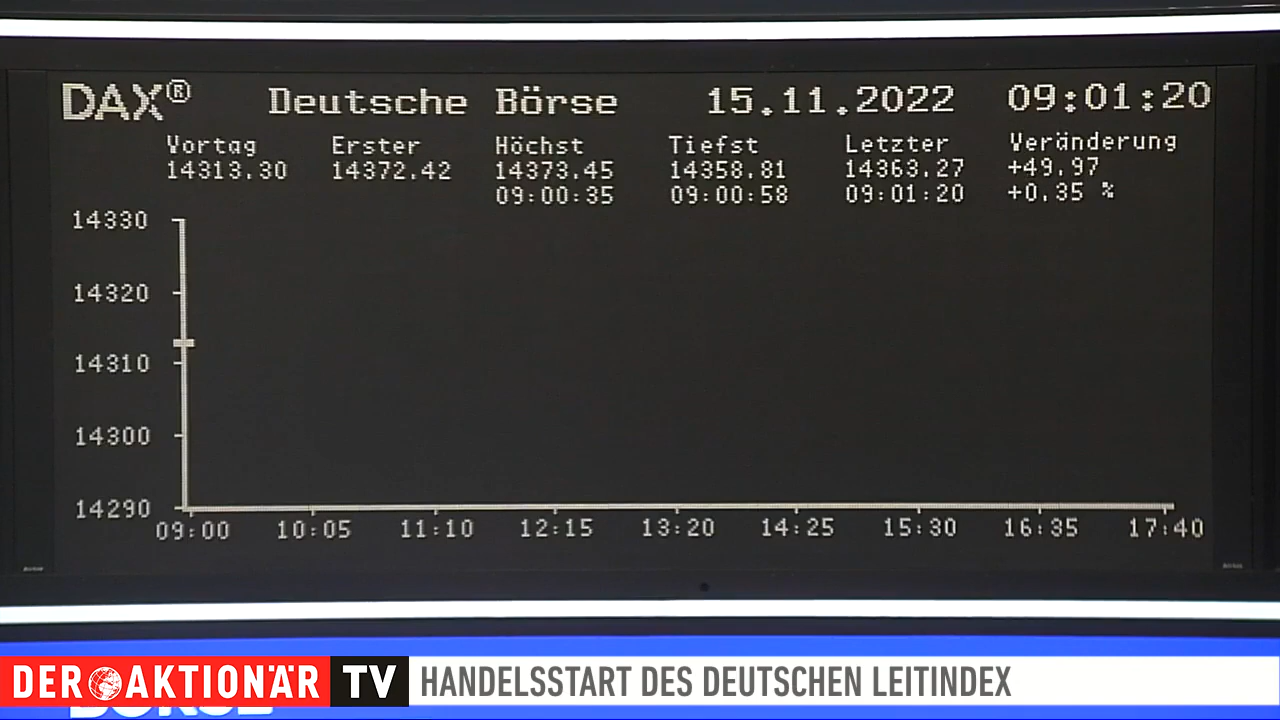 DAX® Deutsche Börse 15.11.2022 09:01:20
Vortag Erster Höchst Tiefst Letzter Veränderung
14313.30 14372.42 14373.45 14358.81 14363.27 +49.97
09:00:35 09:00:58 09:01:20 +0.35 %
14330
14320
14310
14300
14290
09:00 10:05 11:10 12:15 13:20 14:25 15:30 16:35 17:40
DER AKTIONÄR TV HANDELSSTART DES DEUTSCHEN LEITINDEX
BÖRSE